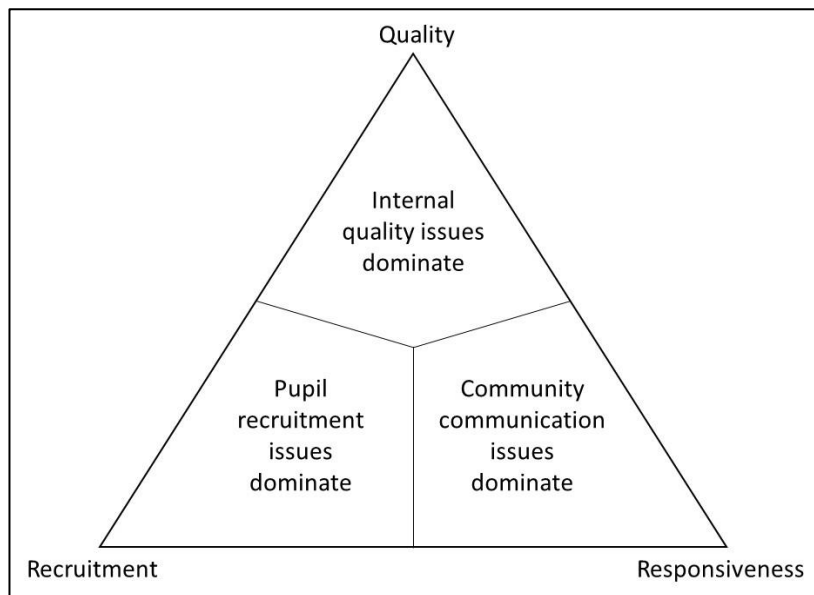 Quality
Internal
quality issues
dominate
Pupil
recruitment
issues
dominate
Community
communication
issues
dominate
Recruitment
Responsiveness